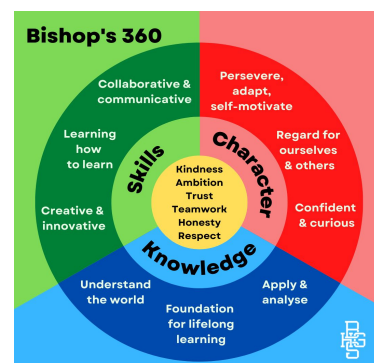 Bishop's 360
Collaborative &
communicative
Learning
how
to learn
Creative &
innovative
Skills
Persevere,
adapt,
self-motivate
Regard for
ourselves
& others
Confident
& curious
Character
Kindness
Ambition
Trust
Teamwork
Honesty
Respect
Knowledge
Understand
the world
Foundation
for lifelong
learning
Apply &
analyse